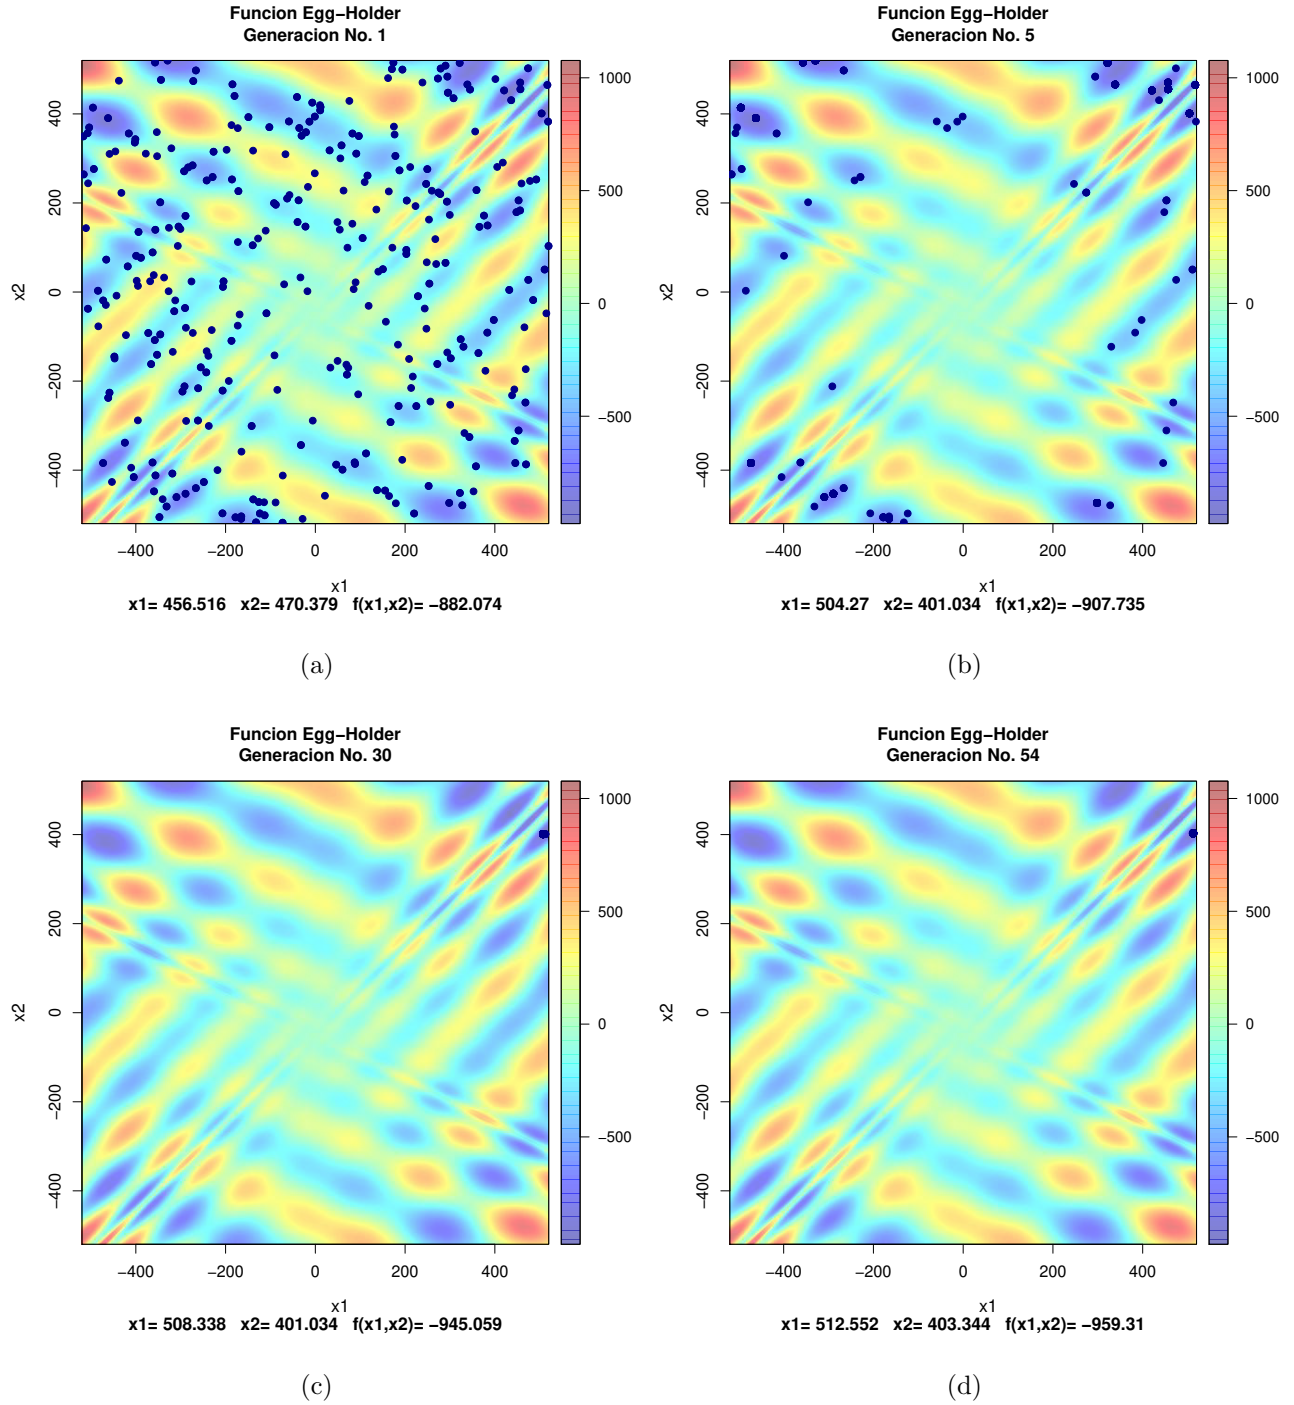 Funcion Egg−Holder
Generacion No. 1
x2
400
200
0
−200
−400
−400 −200 0 200 400
1000
500
0
−500
x1
x1= 456.516 x2= 470.379 f(x1,x2)= −882.074
(a)
Funcion Egg−Holder
Generacion No. 5
x2
400
200
0
−200
−400
−400 −200 0 200 400
1000
500
0
−500
x1
x1= 504.27 x2= 401.034 f(x1,x2)= −907.735
(b)
Funcion Egg−Holder
Generacion No. 30
x2
400
200
0
−200
−400
−400 −200 0 200 400
1000
500
0
−500
x1
x1= 508.338 x2= 401.034 f(x1,x2)= −945.059
(c)
Funcion Egg−Holder
Generacion No. 54
x2
400
200
0
−200
−400
−400 −200 0 200 400
1000
500
0
−500
x1
x1= 512.552 x2= 403.344 f(x1,x2)= −959.31
(d)